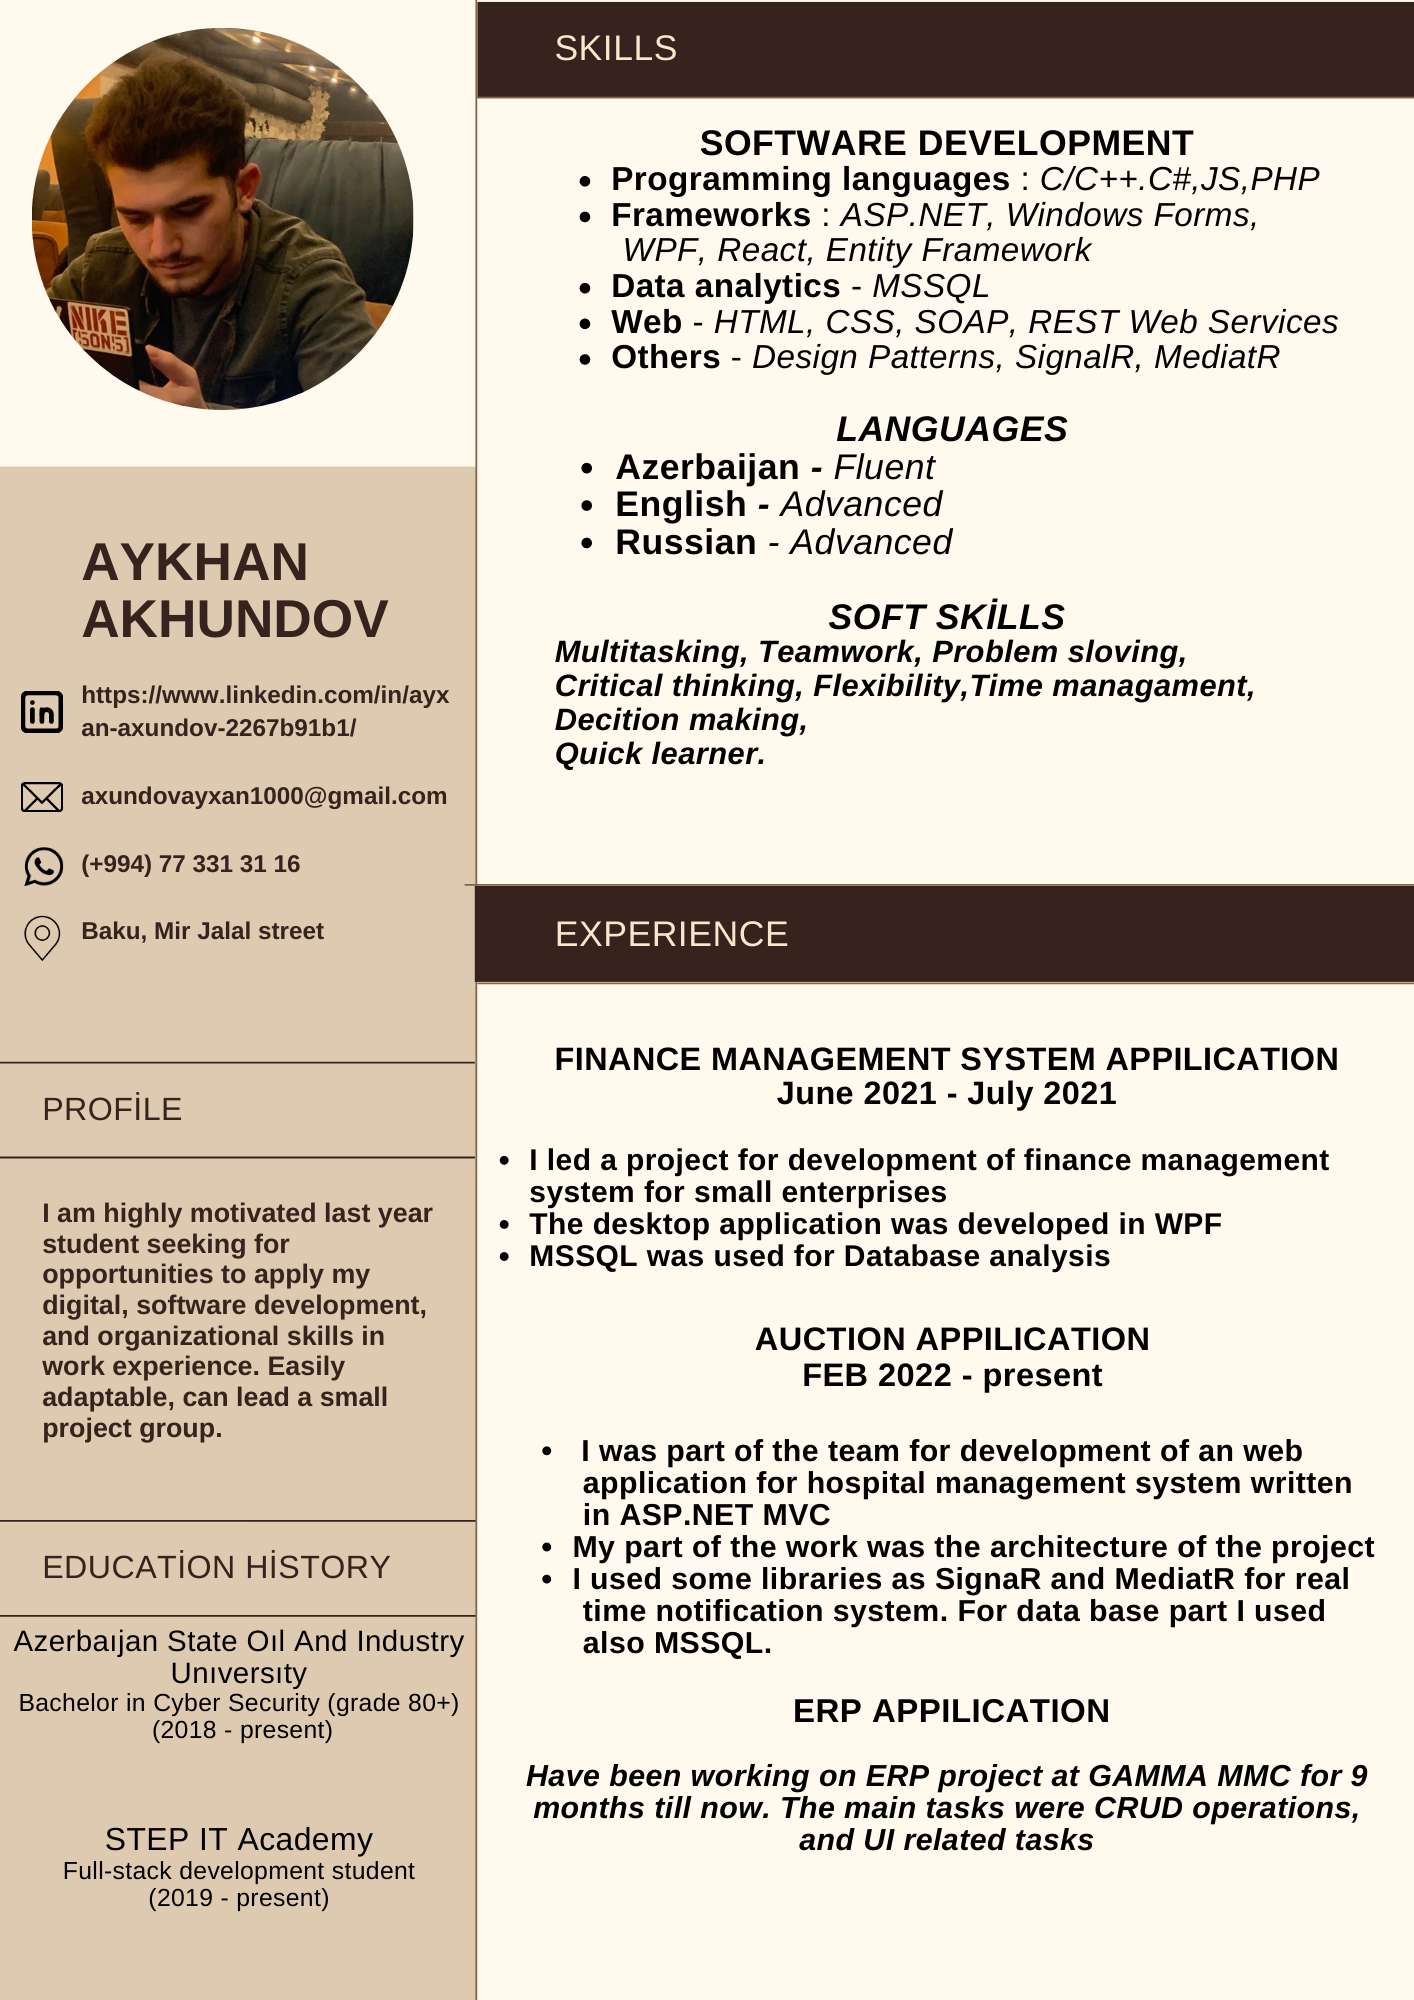 NIKE
SONS
AYKHAN
AKHUNDOV
https://www.linkedin.com/in/ayx
an-axundov-2267b91b1/
axundovayxan1000@gmail.com
(+994) 77 331 31 16
Baku, Mir Jalal street
PROFİLE
I am highly motivated last year
student seeking for
opportunities to apply my
digital, software development,
and organizational skills in
work experience. Easily
adaptable, can lead a small
project group.
EDUCATİON HİSTORY
Azerbaıjan State Oıl And Industry
Unıversıty
Bachelor in Cyber Security (grade 80+)
(2018 - present)
STEP IT Academy
Full-stack development student
(2019 - present)
SKILLS
SOFTWARE DEVELOPMENT
• Programming languages : C/C++.C#,JS,PHP
• Frameworks : ASP.NET, Windows Forms,
WPF, React, Entity Framework
• Data analytics - MSSQL
• Web - HTML, CSS, SOAP, REST Web Services
• Others - Design Patterns, SignalR, MediatR
LANGUAGES
• Azerbaijan - Fluent
• English - Advanced
• Russian - Advanced
SOFT SKİLLS
Multitasking, Teamwork, Problem sloving,
Critical thinking, Flexibility,Time managament,
Decition making,
Quick learner.
EXPERIENCE
FINANCE MANAGEMENT SYSTEM APPILICATION
June 2021 - July 2021
• I led a project for development of finance management
system for small enterprises
• The desktop application was developed in WPF
• MSSQL was used for Database analysis
AUCTION APPILICATION
FEB 2022 - present
• I was part of the team for development of an web
application for hospital management system written
in ASP.NET MVC
• My part of the work was the architecture of the project
• I used some libraries as SignaR and MediatR for real
time notification system. For data base part I used
also MSSQL.
ERP APPILICATION
Have been working on ERP project at GAMMA MMC for 9
months till now. The main tasks were CRUD operations,
and UI related tasks